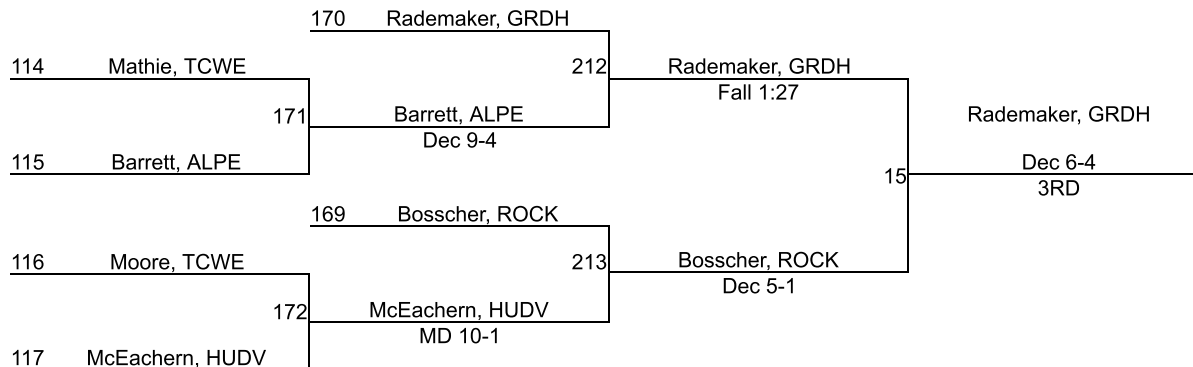 170 Rademaker, GRDH
114 Mathie, TCWE
212 Rademaker, GRDH
Fall 1:27
171 Barrett, ALPE
Dec 9-4
Rademaker, GRDH
115 Barrett, ALPE
15 Dec 6-4
3RD
169 Bosscher, ROCK
116 Moore, TCWE
213 Bosscher, ROCK
Dec 5-1
172 McEachern, HUDV
MD 10-1
117 McEachern, HUDV